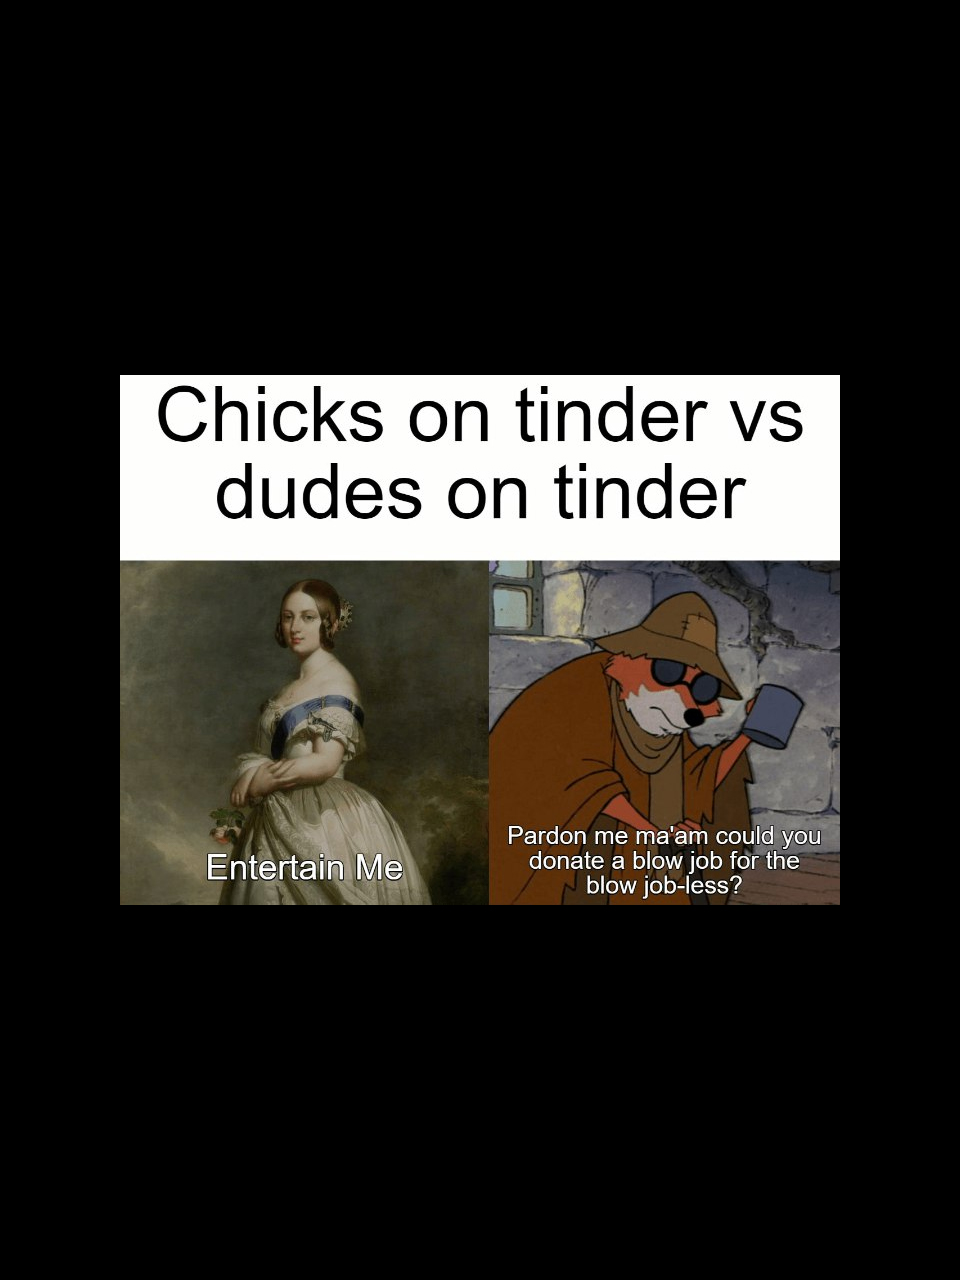 Chicks on tinder vs
dudes on tinder
Entertain Me
Pardon me ma'am could you
donate a blow job for the
blow job-less?